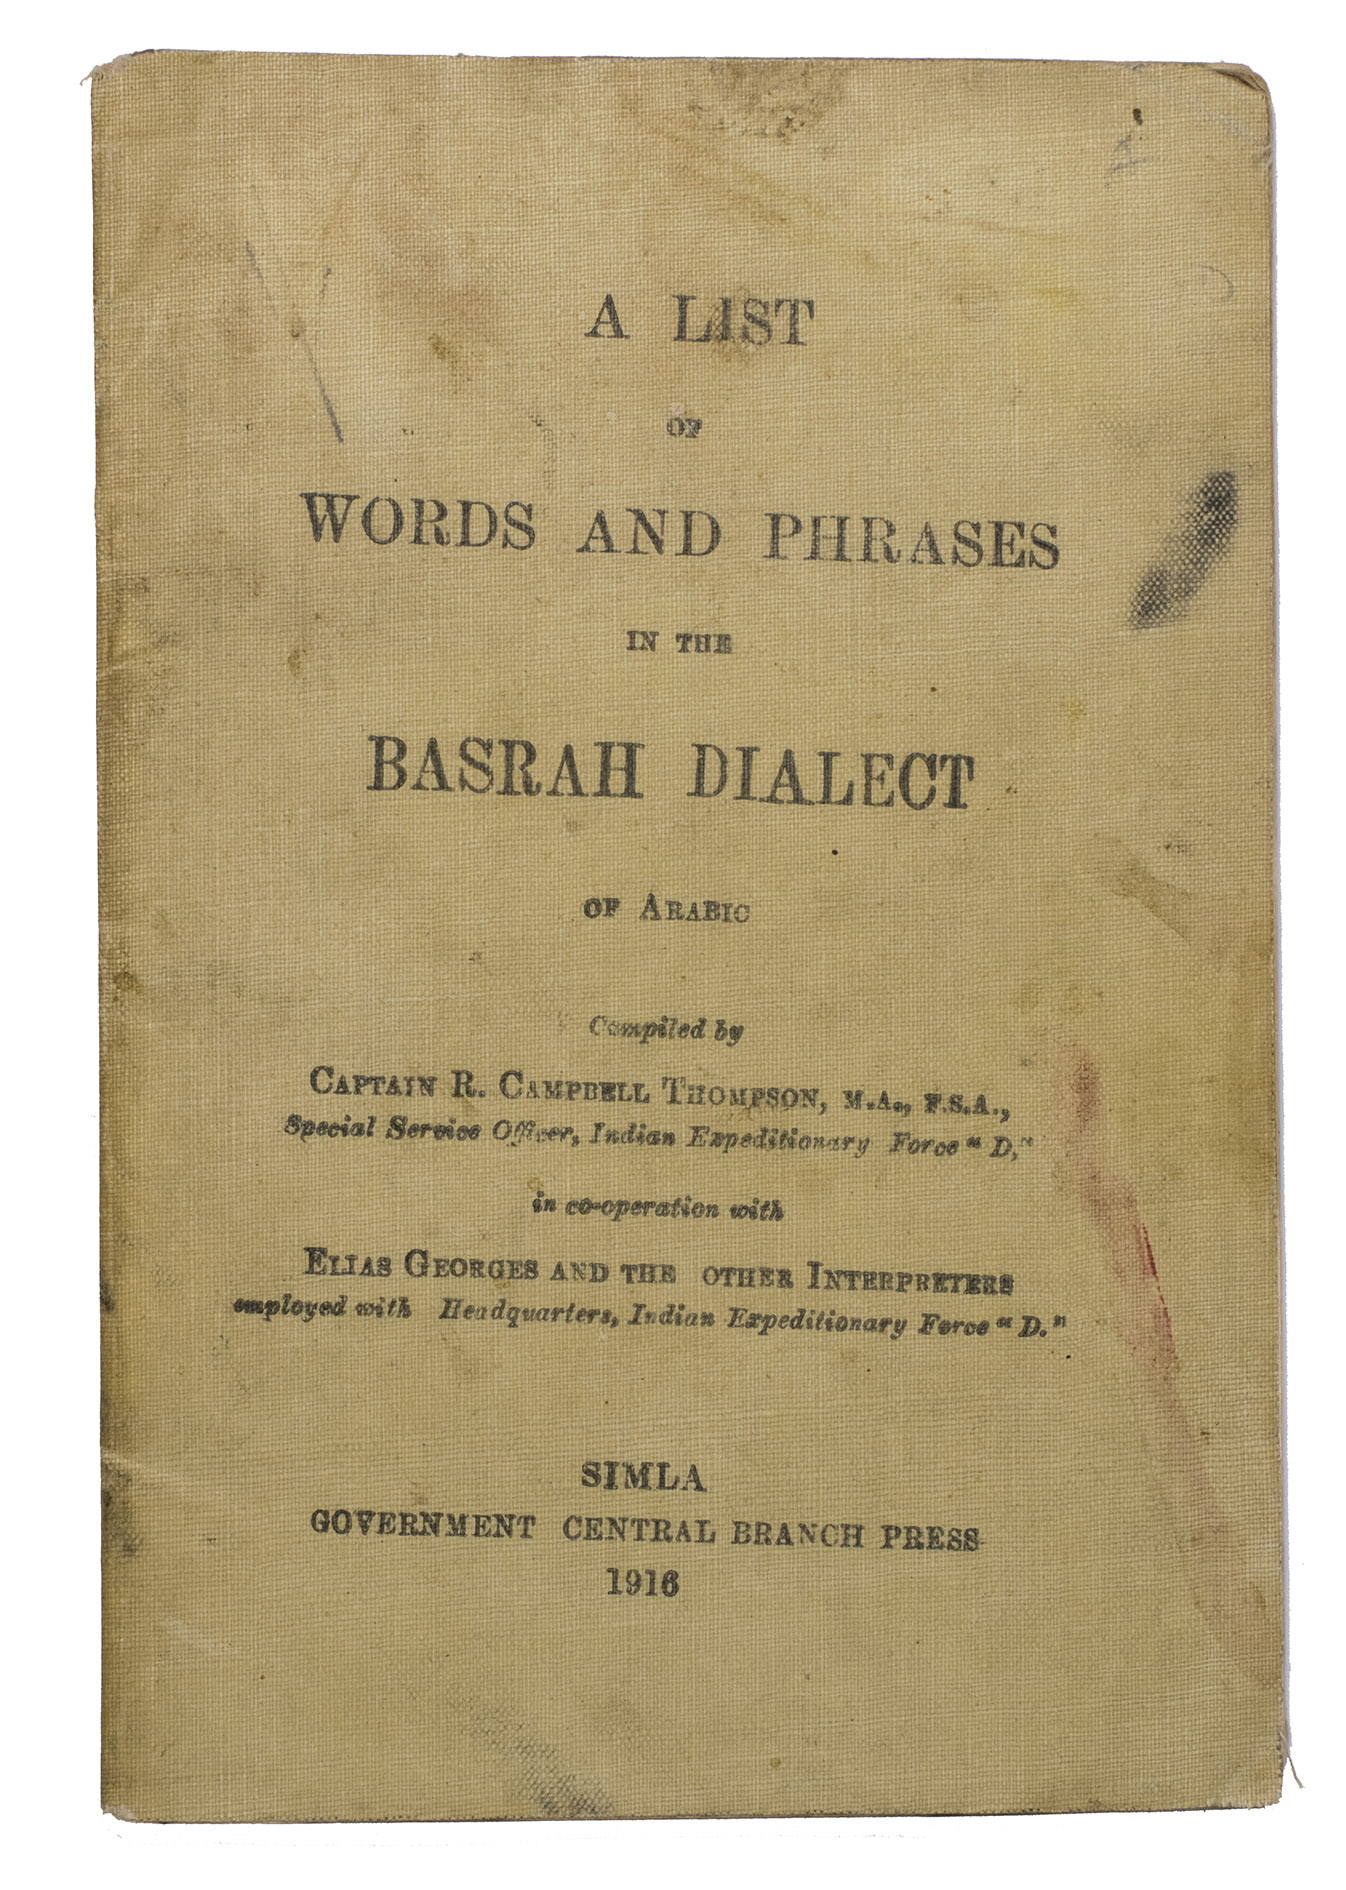 A LIST
OF
WORDS AND PHRASES
IN THE
BASRAH DIALECT
OF ARABIC
Compiled by
CAPTAIN R. CAMPBELL THOMPSON, M.A., F.S.A.,
Special Service Officer, Indian Expeditionary Force "D,"
in co-operation with
ELIAS GEORGES AND THE OTHER INTERPRETERS
employed with Headquarters, Indian Expeditionary Force "D."
SIMLA
GOVERNMENT CENTRAL BRANCH PRESS
1916